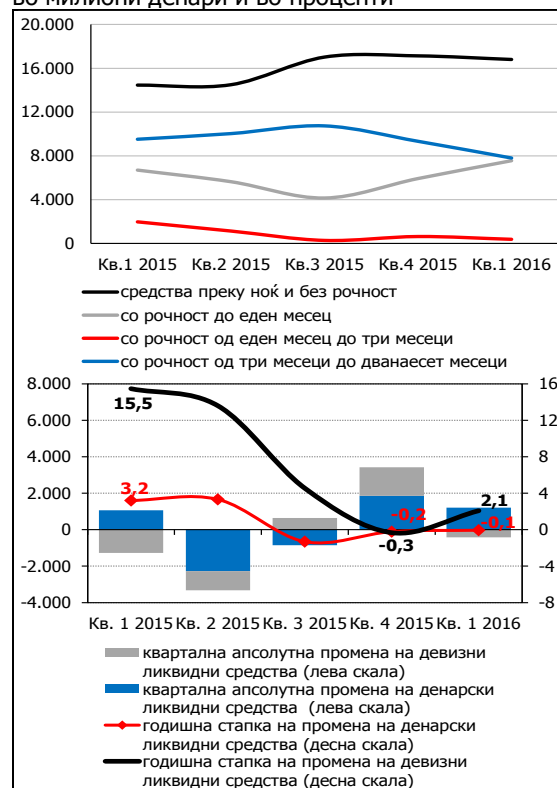 во милиони денари и во проценти
20.000
16.000
12.000
8.000
4.000
0
Кв.1 2015 Кв.2 2015 Кв.3 2015 Кв.4 2015 Кв.1 2016
средства преку ноќ и без рочност
со рочност до еден месец
со рочност од еден месец до три месеци
со рочност од три месеци до дванаесет месеци
8.000 16
6.000 12
4.000 8
2.000 4
0 0
-2.000 -4
-4.000 -8
15,5
3,2
-0,2
-0,3
2,1
-0,1
Кв. 1 2015 Кв. 2 2015 Кв. 3 2015 Кв. 4 2015 Кв. 1 2016
квартална апсолутна промена на девизни
ликвидни средства (лева скала)
квартална апсолутна промена на денарски
ликвидни средства (лева скала)
годишна стапка на промена на денарски
ликвидни средства (десна скала)
годишна стапка на промена на девизни
ликвидни средства (десна скала)